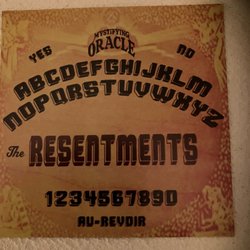 MYSTIFYING
ORACLE
YES NO
ABCDEFGHIJKLM
NOPQRSTUVWXYZ
The RESENTMENTS
1234567890
AU-REVOIR